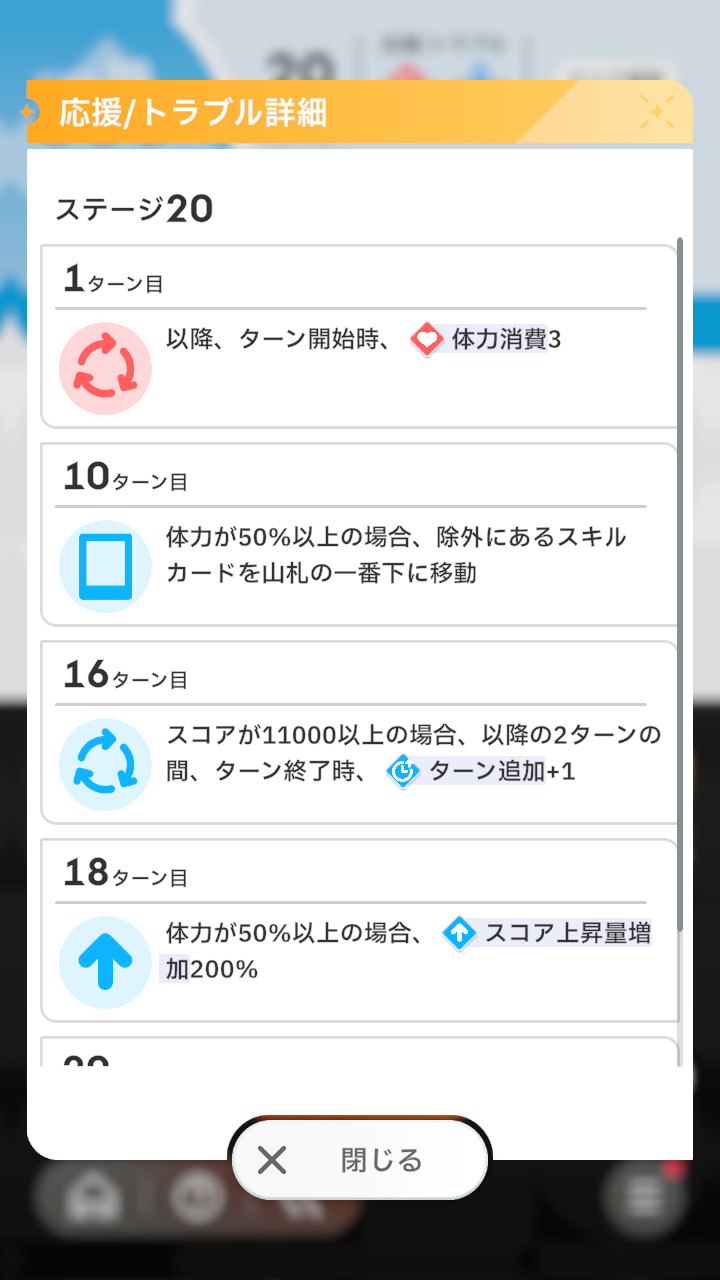 応援/トラブル詳細
ステージ20
1ターン目
以降、ターン開始時、 体力消費3
10ターン目
体力が50%以上の場合、除外にあるスキル
カードを山札の一番下に移動
16ターン目
スコアが11000以上の場合、以降の2ターンの
間、ターン終了時、 ターン追加+1
18ターン目
体力が50%以上の場合、 スコア上昇量増
加200%
閉じる